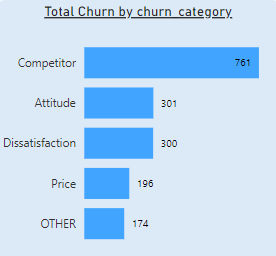 Total Churn by churn_category
Competitor 761
Attitude 301
Dissatisfaction 300
Price 196
OTHER 174